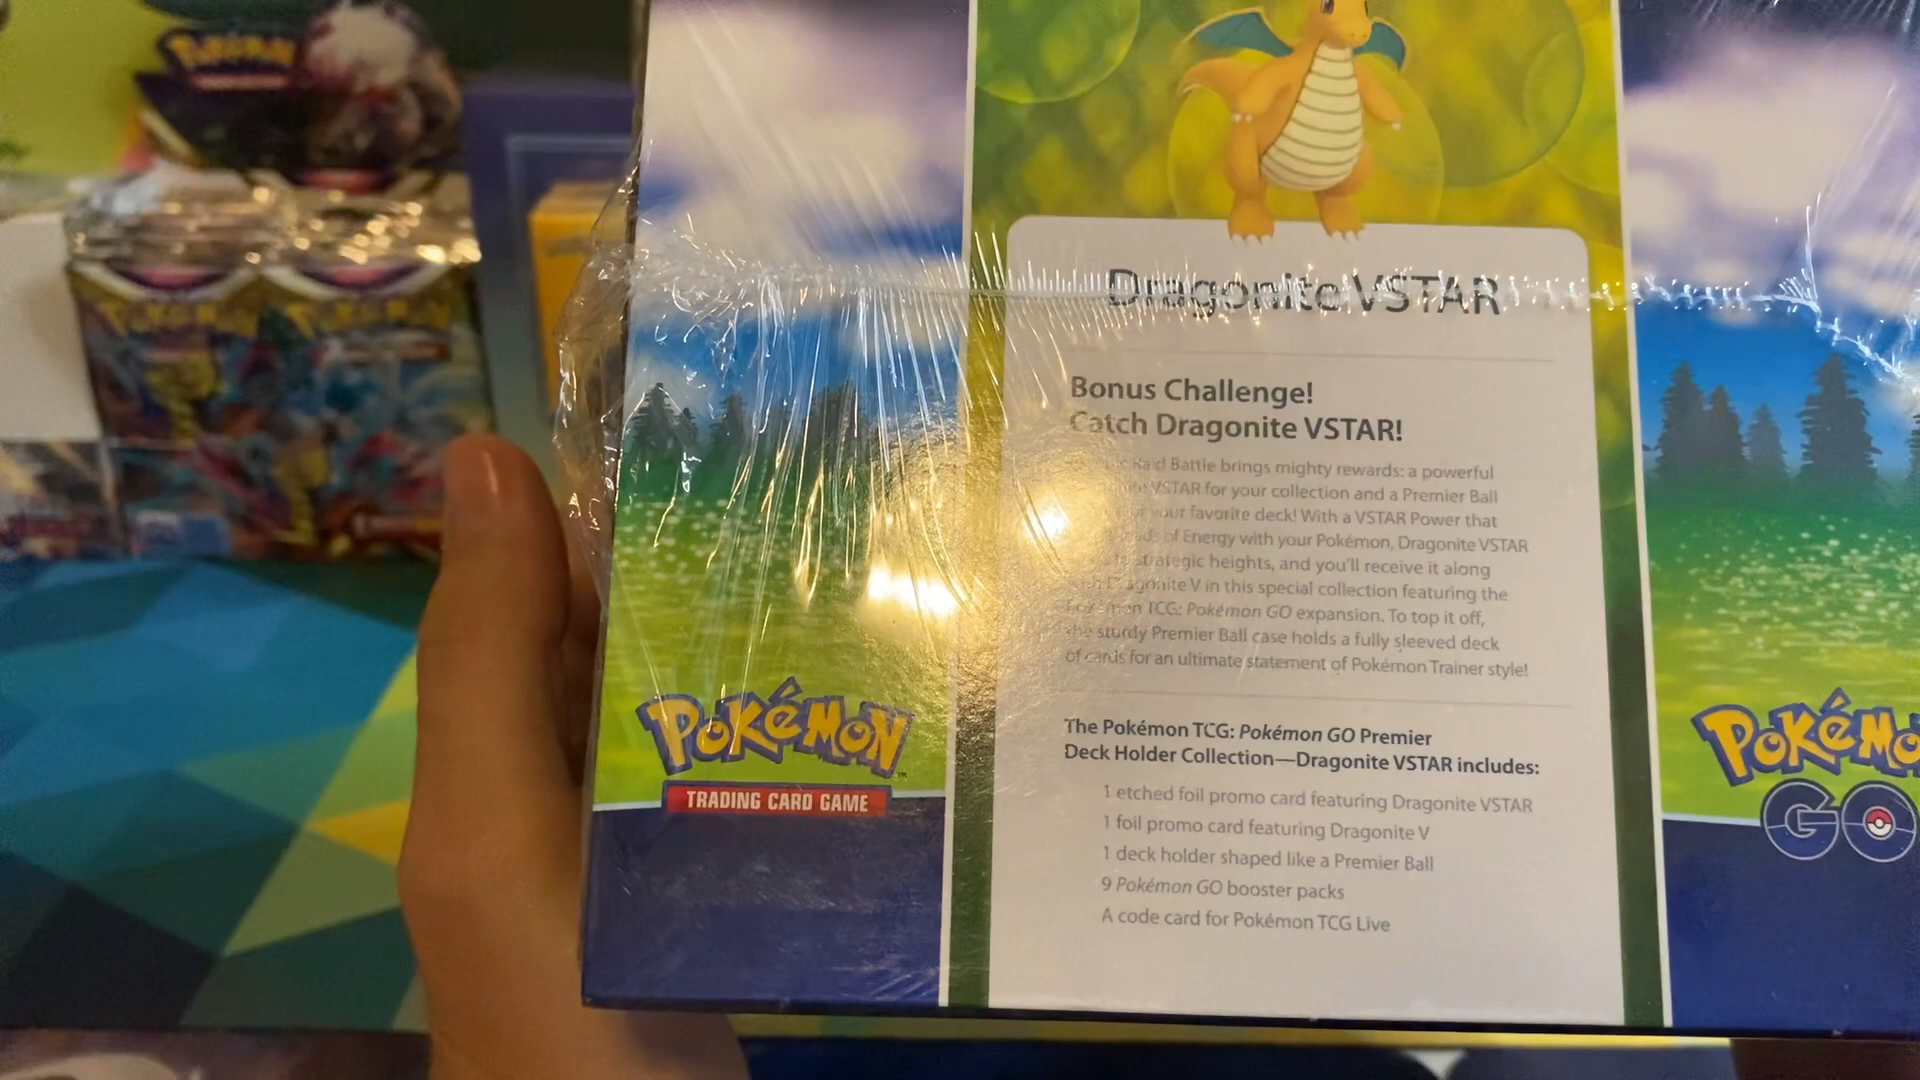 Pokémon
Pokémon Pokémon
Dragonite VSTAR
Bonus Challenge!
Catch Dragonite VSTAR!
Raid Battle brings mighty rewards: a powerful
VSTAR for your collection and a Premier Ball
your favorite deck! With a VSTAR Power that
of Energy with your Pokémon, Dragonite VSTAR
strategic heights, and you'll receive it along
with Dragonite V in this special collection featuring the
Pokémon TCG: Pokémon GO expansion. To top it off,
the sturdy Premier Ball case holds a fully sleeved deck
of cards for an ultimate statement of Pokémon Trainer style!
The Pokémon TCG: Pokémon GO Premier
Deck Holder Collection—Dragonite VSTAR includes:
1 etched foil promo card featuring Dragonite VSTAR
1 foil promo card featuring Dragonite V
1 deck holder shaped like a Premier Ball
9 Pokémon GO booster packs
A code card for Pokémon TCG Live
POKéMON™
TRADING CARD GAME
POKéMO
GO